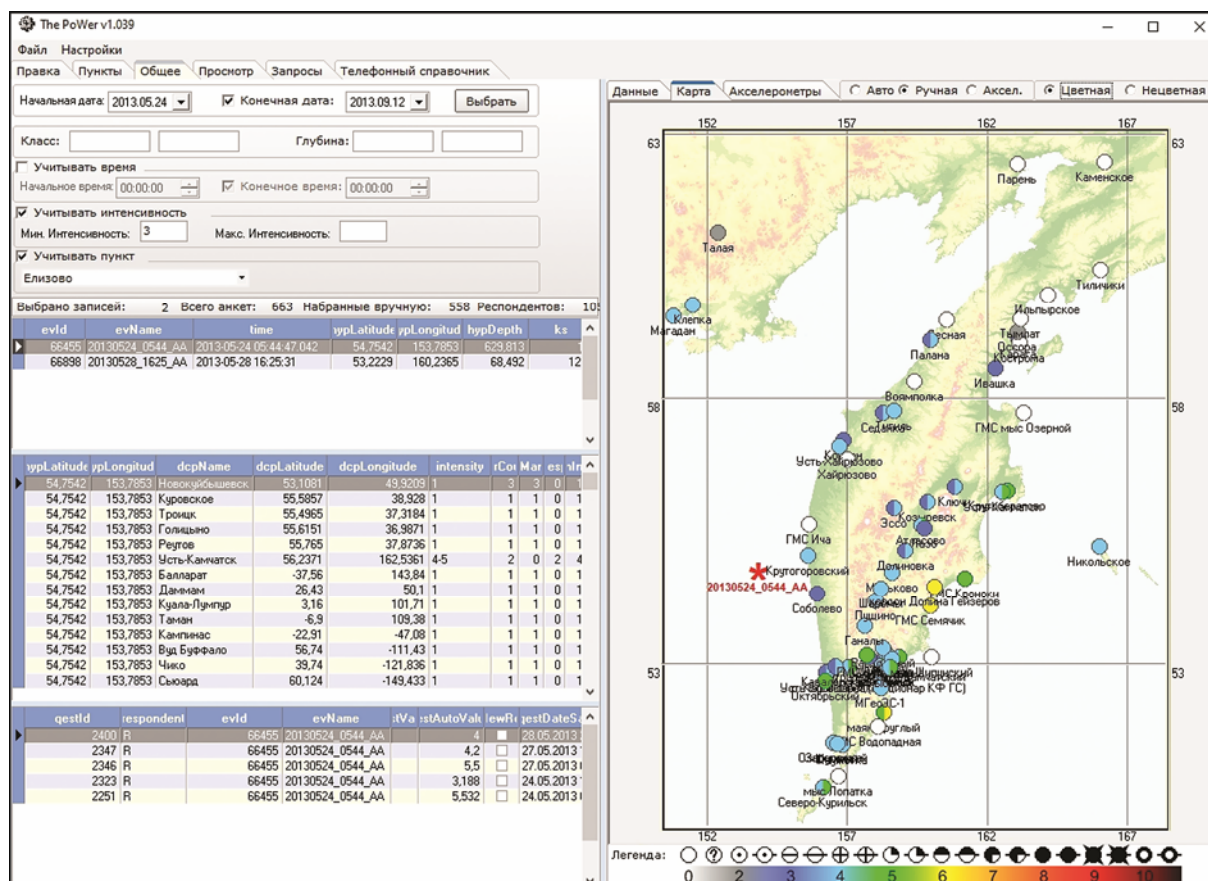 The PoWer v1.039
Файл Настройки
Правка Пункты Общее Просмотр Запросы Телефонный справочник
Начальная дата: 2013.05.24 Конечная дата: 2013.09.12 Выбрать
Класс: Глубина:
Учитывать время
Начальное время: 00:00:00 Конечное время: 00:00:00
Учитывать интенсивность
Мин. Интенсивность: 3 Макс. Интенсивность:
Учитывать пункт
Елизово
Выбрано записей: 2 Всего анкет: 663 Набранные вручную: 558 Респондентов: 105
evId evName time hypLatitude ypLongitud hypDepth ks
66455 20130524_0544_AA 2013-05-24 05:44:47.042 54,7542 153,7853 629,813
66898 20130528_1625_AA 2013-05-28 16:25:31 53,2229 160,2365 68,492 12
hypLatitude ypLongitud dcpName dcpLatitude dcpLongitude intensity
54,7542 153,7853 Новокуйбышевск 53,1081 49,9209 1 3 3 0 1
54,7542 153,7853 Куровское 55,5857 38,928 1 1 1 0 1
54,7542 153,7853 Троицк 55,4965 37,3184 1 1 1 0 1
54,7542 153,7853 Голицыно 55,6151 36,9871 1 1 1 0 1
54,7542 153,7853 Реутов 55,765 37,8736 1 1 1 0 1
54,7542 153,7853 Усть-Камчатск 56,2371 162,5361 4-5 2 0 2 4
54,7542 153,7853 Балларат -37,56 143,84 1 1 1 0 1
54,7542 153,7853 Даммам 26,43 50,1 1 1 1 0 1
54,7542 153,7853 Куала-Лумпур 3,16 101,71 1 1 1 0 1
54,7542 153,7853 Таман -6,9 109,38 1 1 1 0 1
54,7542 153,7853 Кампинас -22,91 -47,08 1 1 1 0 1
54,7542 153,7853 Вуд Буффало 56,74 -111,43 1 1 1 0 1
54,7542 153,7853 Чико 39,74 -121,836 1 1 1 0 1
54,7542 153,7853 Сьюард 60,124 -149,433 1 1 1 0 1
qestId respondent evId evName stAutoValu qestDateSa
2400 R 66455 20130524_0544_AA 4 28.05.2013
2347 R 66455 20130524_0544_AA 4,2 27.05.2013
2346 R 66455 20130524_0544_AA 5,5 27.05.2013
2323 R 66455 20130524_0544_AA 3,188 24.05.2013
2251 R 66455 20130524_0544_AA 5,532 24.05.2013
Данные Карта Акселерометры Авто Ручная Аксел. Цветная Нецветная
152 157 162 167
63 63
Парень Каменское
Талая
Тиличики
Ильпырское
Магадан Клепка
Тымлат
Оссора
Кострома
Палана
Ивашка
Воямполка
58 58
Седанка
ГМС мыс Озерной
Усть-Хайрюзово
Хайрюзово
Ключи
Козыревск
Эссо
Атласово
ГМС Ича
Никольское
Крутогоровский
Долиновка
20130524_0544_AA
ГМС Кроноки
Долина Гейзеров
Соболево
ГМС Семячик
Пущино
Ганалы
53 53
Октябрьский
МГеоЭС-1
Водопадная
мыс Лопатка
Северо-Курильск
152 157 162 167
Легенда:
0 2 3 4 5 6 7 8 9 10